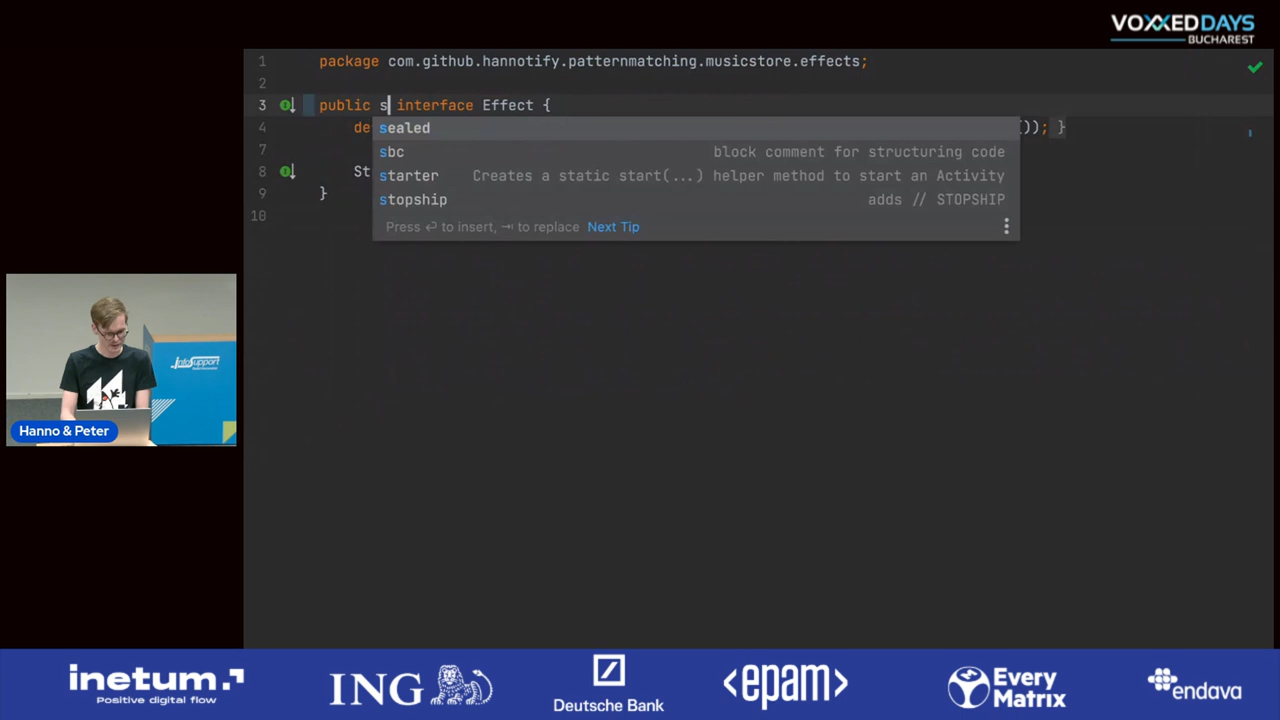 VOXXEDDAYS
BUCHAREST
1 package com.github.hannotify.patternmatching.musicstore.effects;
2
3 public s interface Effect {
4 de ()); }
sealed
sbc block comment for structuring code
7
8 St
starter Creates a static start(...) helper method to start an Activity
9 }
stopship adds // STOPSHIP
10
Press ↵ to insert, ⇥ to replace Next Tip
infoSupport
Hanno & Peter
inetum.
Positive digital flow
ING
Deutsche Bank
<epam>
Every
Matrix
endava